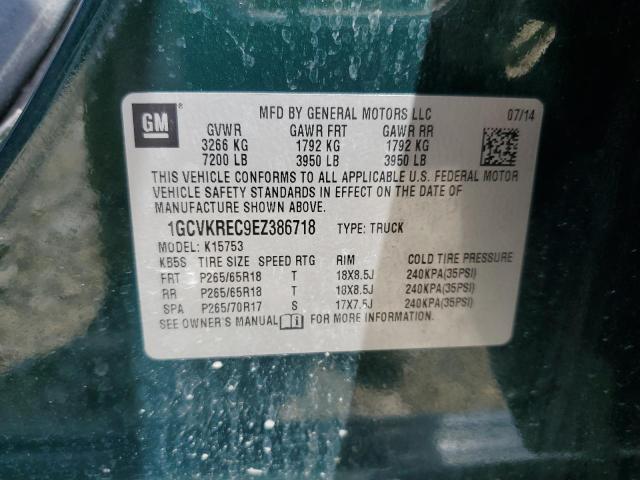 GM
MFD BY GENERAL MOTORS LLC 07/14
GVWR GAWR FRT GAWR RR
3266 KG 1792 KG 1792 KG
7200 LB 3950 LB 3950 LB
THIS VEHICLE CONFORMS TO ALL APPLICABLE U.S. FEDERAL MOTOR
VEHICLE SAFETY STANDARDS IN EFFECT ON THE DATE OF
MANUFACTURE SHOWN ABOVE.
1GCVKREC9EZ386718 TYPE: TRUCK
MODEL: K15753
KB5S TIRE SIZE SPEED RTG RIM COLD TIRE PRESSURE
FRT P265/65R18 T 18X8.5J 240KPA(35PSI)
RR P265/65R18 T 18X8.5J 240KPA(35PSI)
SPA P265/70R17 S 17X7.5J 240KPA(35PSI)
SEE OWNER'S MANUAL FOR MORE INFORMATION.